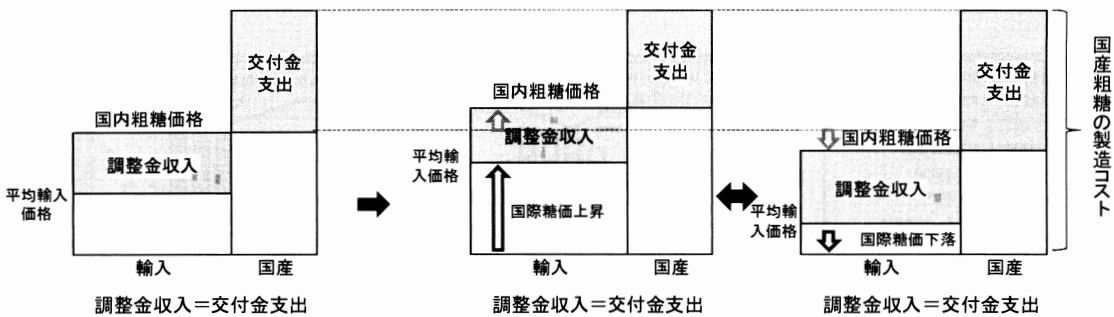 交付金
支出
国内粗糖価格
調整金収入
平均輸入
価格
輸入
国産
調整金収入＝交付金支出
交付金
支出
国内粗糖価格
調整金収入
平均輸
入価格
国際糖価上昇
輸入
国産
調整金収入＝交付金支出
交付金
支出
国内粗糖価格
調整金収入
平均輸
入価格
国際糖価下落
輸入
国産
調整金収入＝交付金支出
国産粗糖の製造コスト